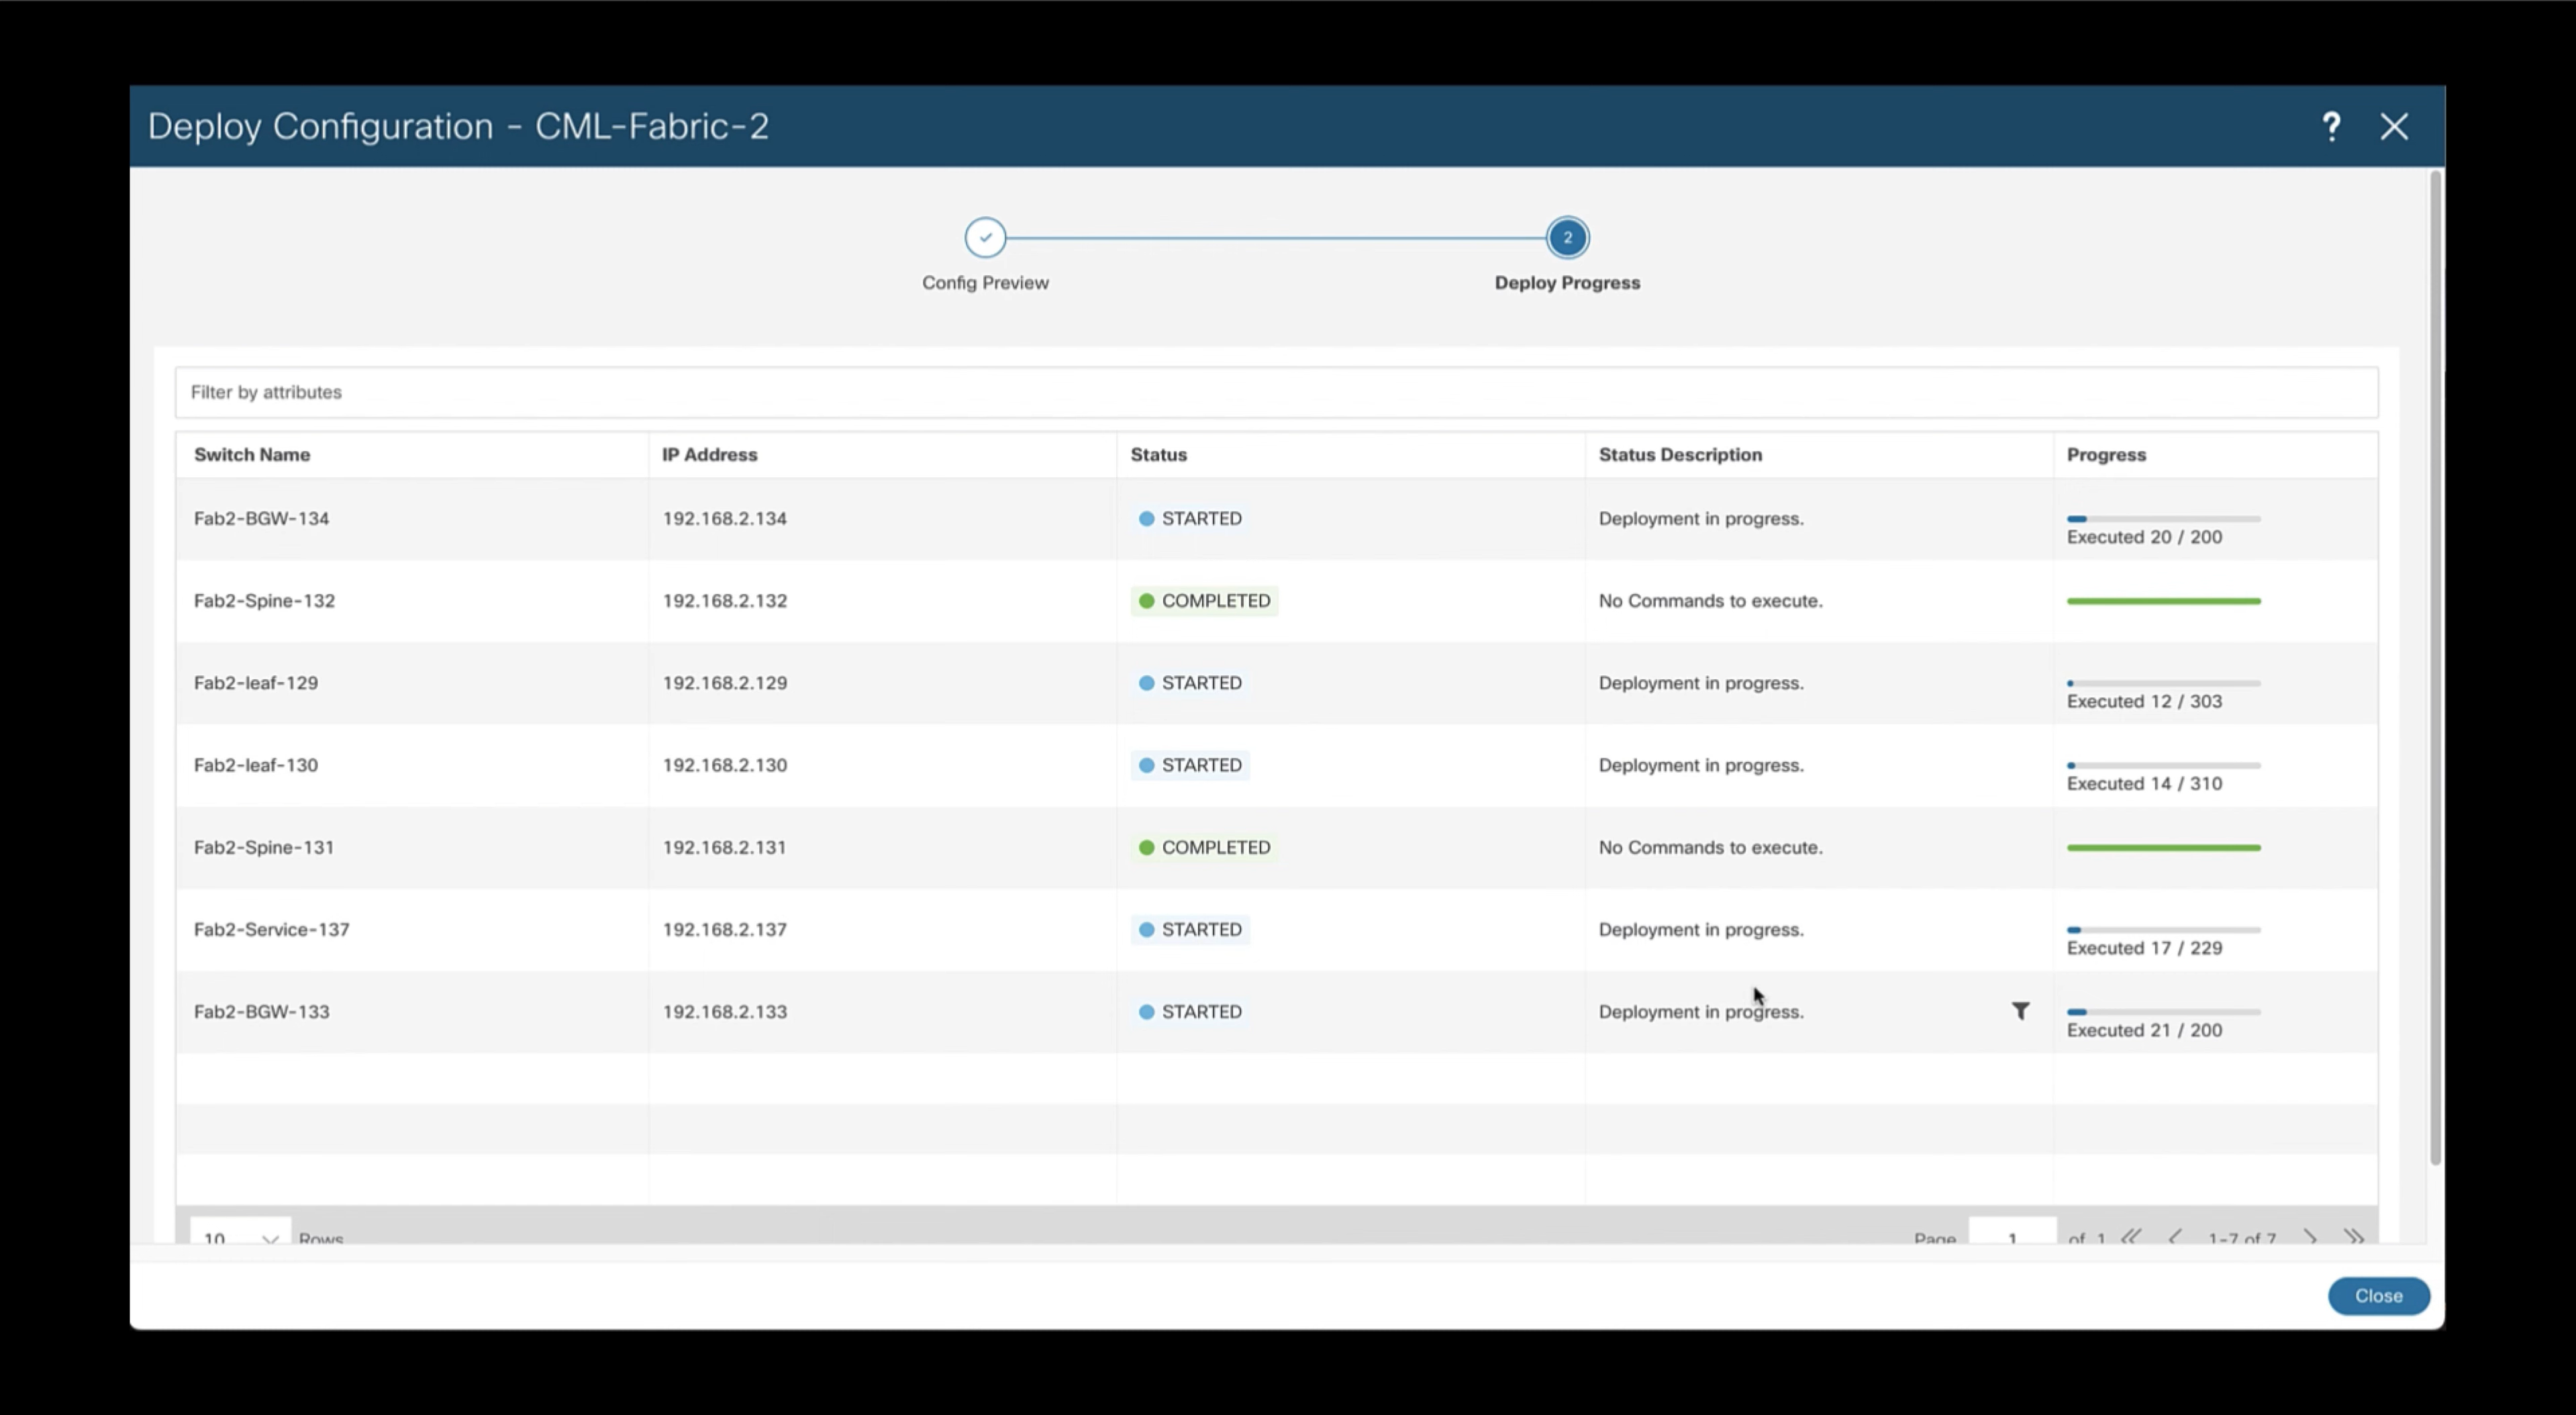 Deploy Configuration - CML-Fabric-2 ?
2
Config Preview Deploy Progress
Filter by attributes
Switch Name IP Address Status Status Description Progress
Fab2-BGW-134 192.168.2.134 STARTED Deployment in progress.
Executed 20 / 200
Fab2-Spine-132 192.168.2.132 COMPLETED No Commands to execute.
Fab2-leaf-129 192.168.2.129 STARTED Deployment in progress.
Executed 12 / 303
Fab2-leaf-130 192.168.2.130 STARTED Deployment in progress.
Executed 14 / 310
Fab2-Spine-131 192.168.2.131 COMPLETED No Commands to execute.
Fab2-Service-137 192.168.2.137 STARTED Deployment in progress.
Executed 17 / 229
Fab2-BGW-133 192.168.2.133 STARTED Deployment in progress.
Executed 21 / 200
10 Rows Page 1 of 1 1-7 of 7
Close